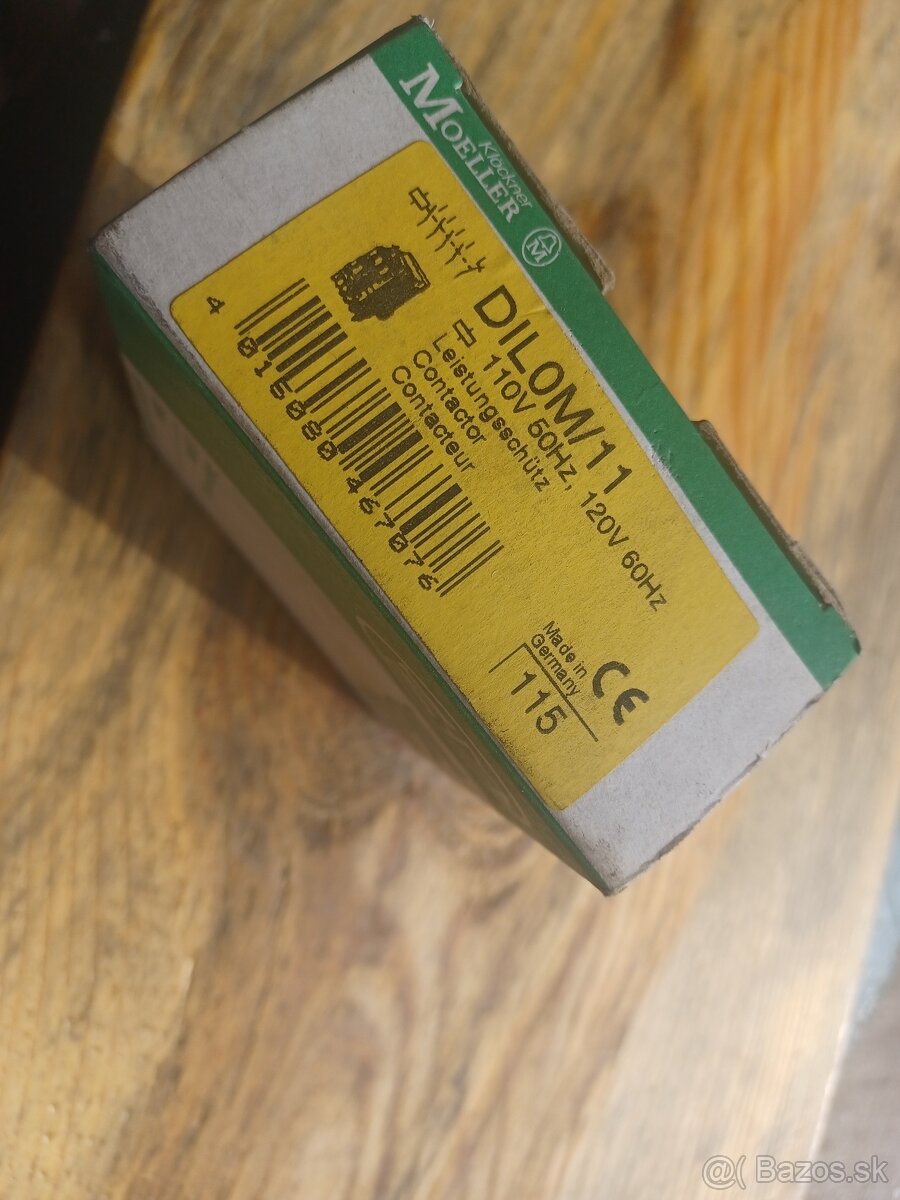 Klöckner
MOELLER
M
DIL0M/11
110V 50Hz, 120V 60Hz
Leistungsschütz
Contactor
Contacteur
4 015080 467076
Made in
Germany
CE
115
@( Bazos.sk